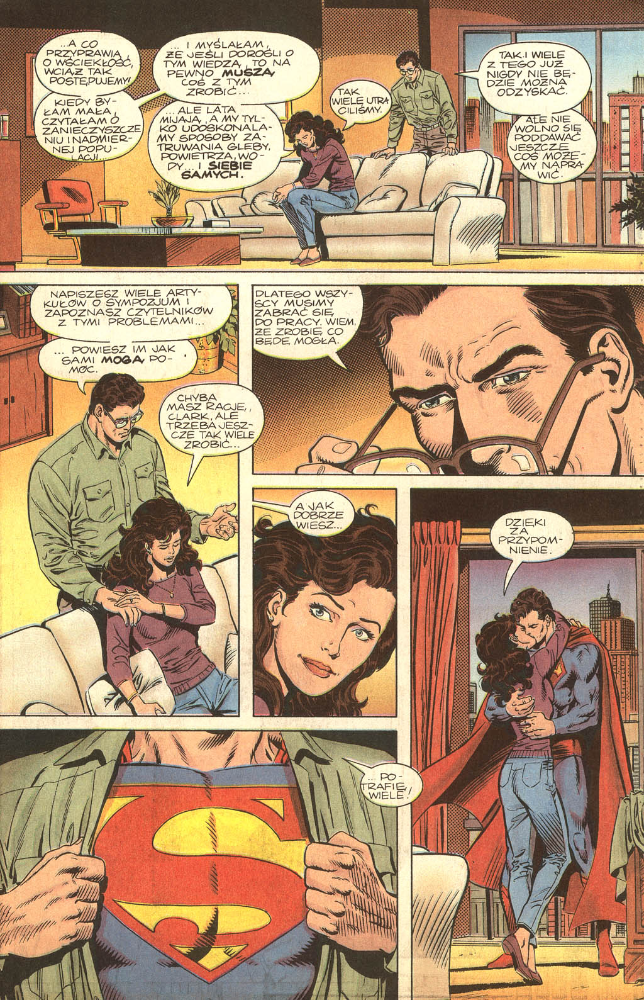 ...A CO
PRZYPRAWIA
O WŚCIEKŁOŚĆ,
WCIĄŻ TAK
POSTĘPUJEMY!
KIEDY BY-
ŁAM MAŁA,
CZYTAŁAM O
ZANIECZYSZCZE
NIU I NADMIER-
NEJ POPU-
LACJI...
... I MYŚLAŁAM,
ŻE JEŚLI DOROŚLI O
TYM WIEDZĄ, TO NA
PEWNO MUSZĄ
COŚ Z TYM
ZROBIĆ...
...ALE LATA
MIJAJĄ, A MY TYL-
KO UDOSKONALA-
MY SPOSOBY ZA-
TRUWANIA GLEBY,
POWIETRZA, WO-
DY... I SIEBIE
SAMYCH.
TAK
WIELE UTRA
CILIŚMY.
TAK. I WIELE
Z TEGO JUŻ
NIGDY NIE BĘ-
DZIE MOŻNA
ODZYSKAĆ.
ALE NIE
WOLNO SIĘ
PODDAWAĆ
JESZCZE
COŚ MOŻE-
MY NAPRA
WIĆ.
NAPISZESZ WIELE ARTY-
KUŁÓW O SYMPOZJUM I
ZAPOZNASZ CZYTELNIKÓW
Z TYMI PROBLEMAMI...
... POWIESZ IM JAK
SAMI MOGĄ PO-
MÓC.
CHYBA
MASZ RACJĘ,
CLARK, ALE
TRZEBA JESZ-
CZE TAK WIELE
ZROBIĆ...
DLATEGO WSZY-
SCY MUSIMY
ZABRAĆ SIĘ
DO PRACY. WIEM,
ŻE ZROBIĘ CO
BĘDĘ MOGŁA.
A JAK
DOBRZE
WIESZ...
... PO-
TRAFIĘ
WIELE!
DZIĘKI
ZA
PRZYPOM-
NIENIE.
S